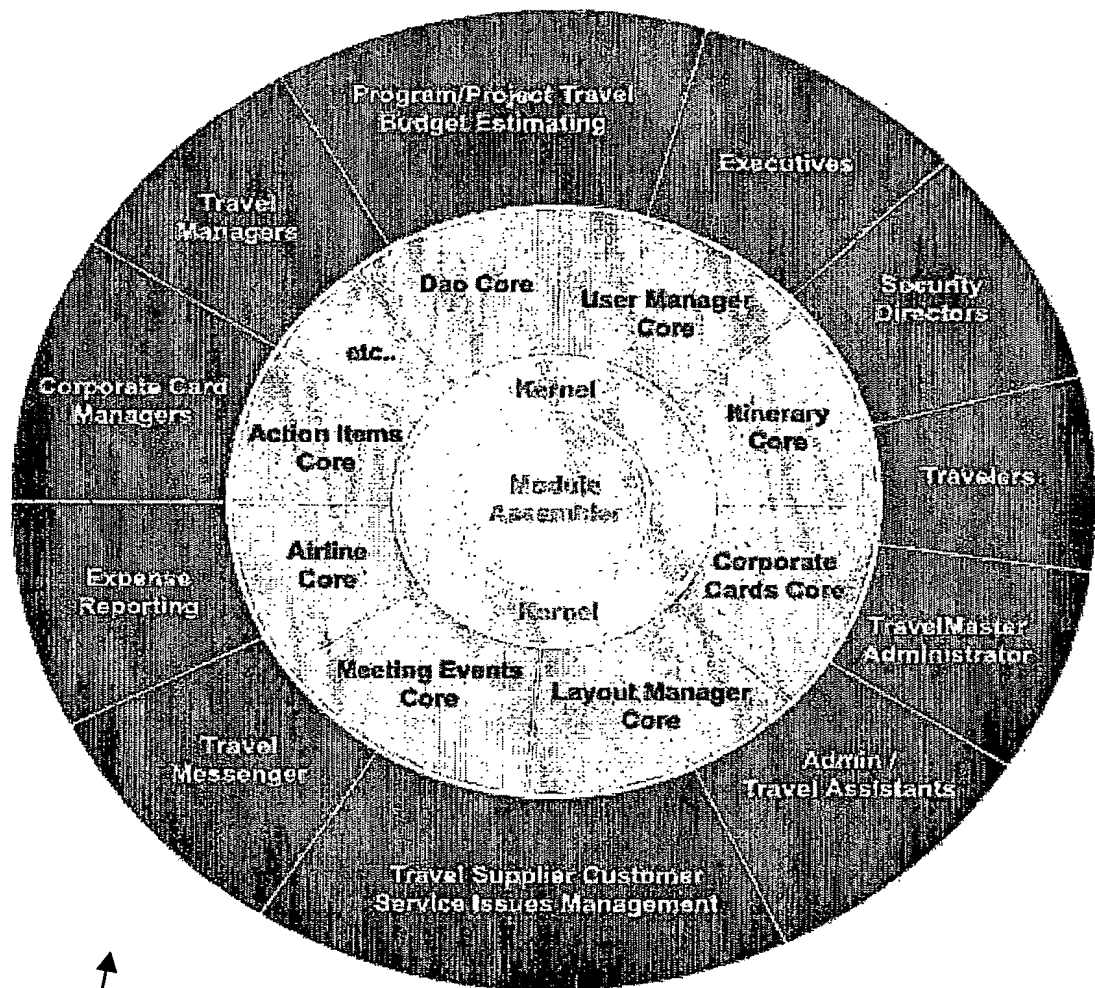 Program/Project Travel
Budget Estimating
Executives
Travel
Managers
Security
Directors
Dao Core
User Manager
Core
etc..
Kernel
Corporate Card
Managers
Action Items
Core
Itinerary
Core
Module
Assembler
Travelers
Airline
Core
Corporate
Cards Core
Expense
Reporting
Kernel
TravelMaster
Administrator
Meeting Events
Core
Layout Manager
Core
Travel
Messenger
Admin /
Travel Assistants
Travel Supplier Customer
Service Issues Management